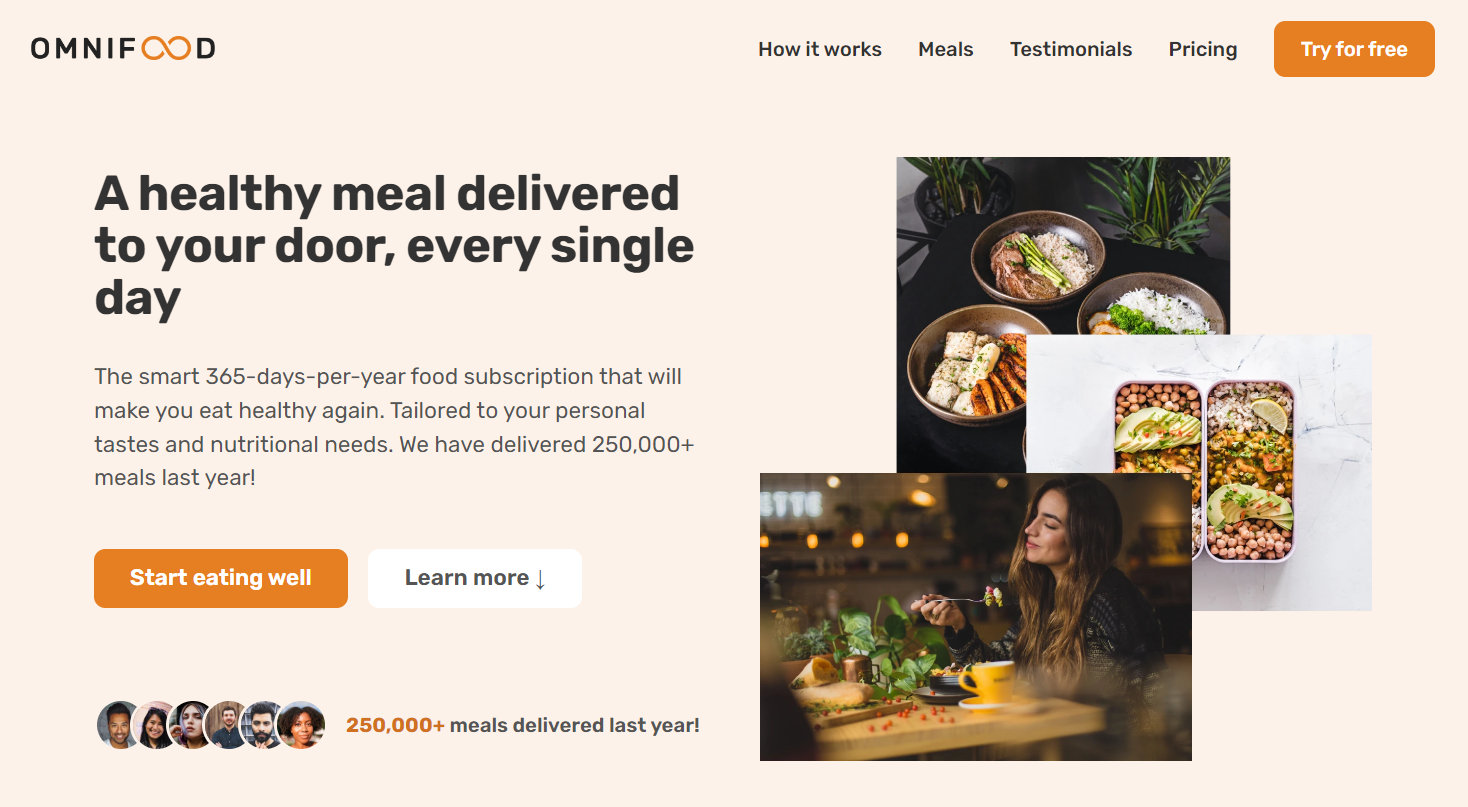 OMNIFOOD
How it works Meals Testimonials Pricing Try for free
A healthy meal delivered
to your door, every single
day
The smart 365-days-per-year food subscription that will
make you eat healthy again. Tailored to your personal
tastes and nutritional needs. We have delivered 250,000+
meals last year!
Start eating well Learn more ↓
250,000+ meals delivered last year!